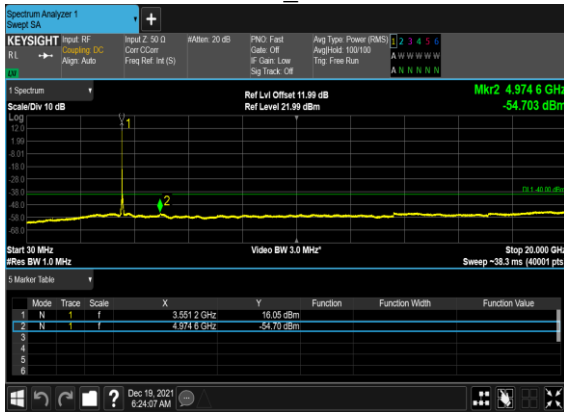 Spectrum Analyzer 1
Swept SA
+
KEYSIGHT Input: RF Input Z: 50 Ω #Atten: 20 dB PNO: Fast Avg Type: Power (RMS) 1 2 3 4 5 6
RL Coupling: DC Corr CCorr Gate: Off Avg|Hold: 100/100 A W W W W W
Align: Auto Freq Ref: Int (S) IF Gain: Low Trig: Free Run
Sig Track: Off A N N N N N
1 Spectrum Mkr2 4.974 6 GHz
Ref Lvl Offset 11.99 dB
Scale/Div 10 dB Ref Level 21.99 dBm -54.703 dBm
Log
12.0
1.99
-8.01
-18.0
-28.0
-38.0
-48.0
-58.0
-68.0
1
2
DL1 -40.00 dBm
Start 30 MHz Video BW 3.0 MHz* Stop 20.000 GHz
#Res BW 1.0 MHz Sweep ~38.3 ms (40001 pts)
5 Marker Table
Mode Trace Scale X Y Function Function Width Function Value
1 N 1 f 3.551 2 GHz 16.05 dBm
2 N 1 f 4.974 6 GHz -54.70 dBm
3
4
5
6
? Dec 19, 2021
6:24:07 AM